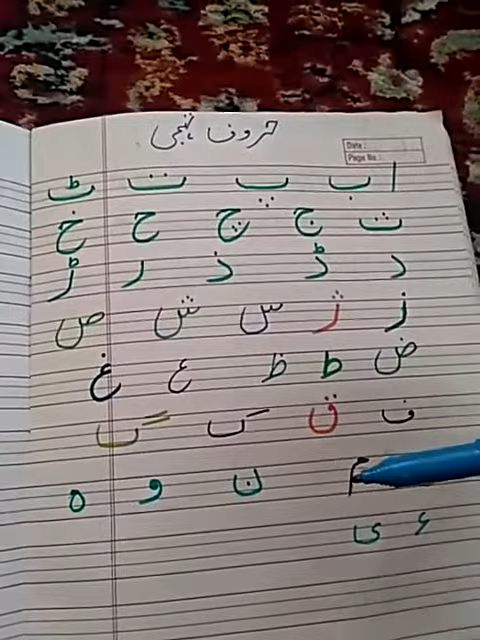 حروف تہجی
Date :
Page No :
ا ب پ ت ٹ
ث ج چ ح خ
د ڈ ذ ر ڑ
ز ژ س ش ص
ض ط ظ ع غ
ف ق ک گ
م ن و ہ
ء ی